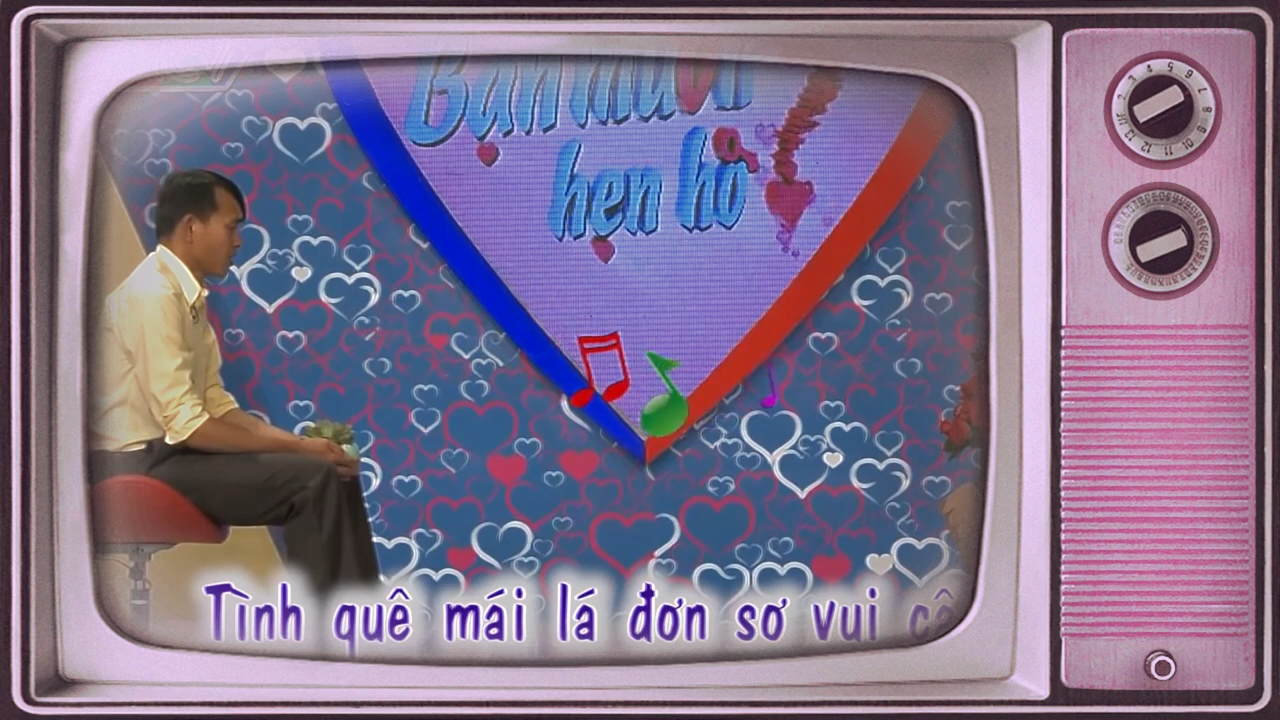 Bạn muốn
hẹn hò
Tình quê mái lá đơn sơ vui